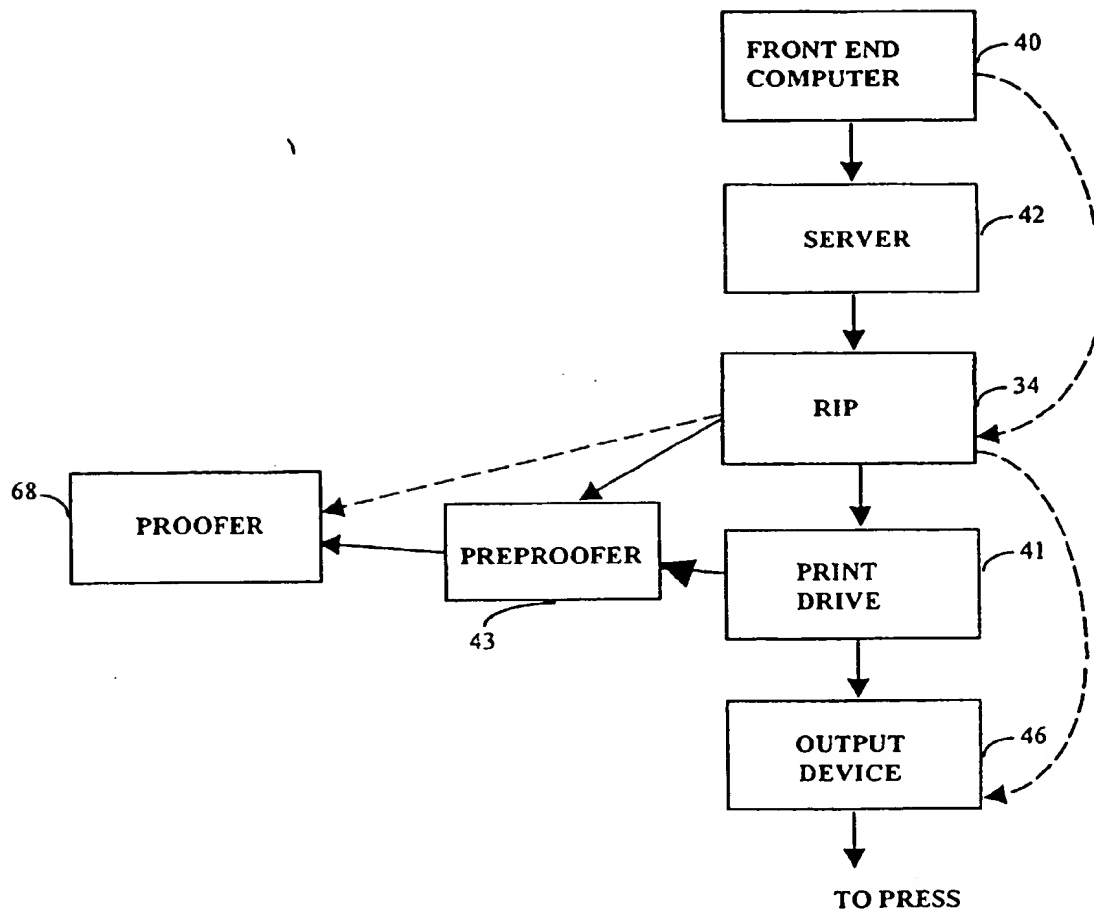 FRONT END
COMPUTER
40
SERVER
42
RIP
34
68
PROOFER
PREPROOFER
43
PRINT
DRIVE
41
OUTPUT
DEVICE
46
TO PRESS